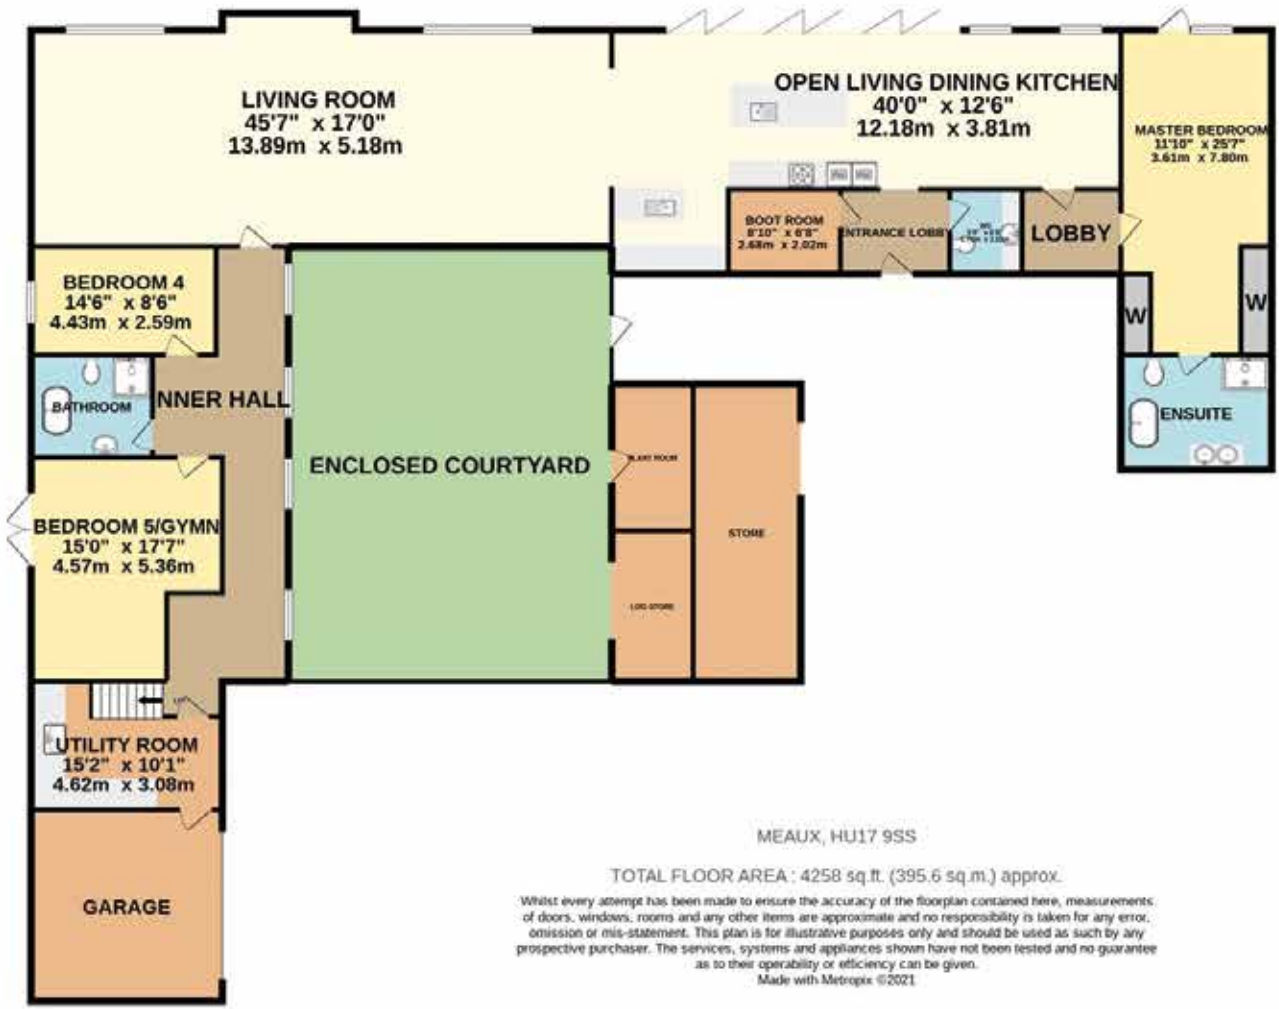 LIVING ROOM
45'7" x 17'0"
13.89m x 5.18m
OPEN LIVING DINING KITCHEN
40'0" x 12'6"
12.18m x 3.81m
MASTER BEDROOM
11'10" x 25'7"
3.61m x 7.80m
BOOT ROOM
8'10" x 6'8"
2.68m x 2.02m
ENTRANCE LOBBY
LOBBY
BEDROOM 4
14'6" x 8'6"
4.43m x 2.59m
W
W
BATHROOM
NNER HALL
ENSUITE
ENCLOSED COURTYARD
PLANT ROOM
STORE
LOG STORE
BEDROOM 5/GYMN
15'0" x 17'7"
4.57m x 5.36m
UTILITY ROOM
15'2" x 10'1"
4.62m x 3.08m
GARAGE
MEAUX, HU17 9SS
TOTAL FLOOR AREA : 4258 sq.ft. (395.6 sq.m.) approx.
Whilst every attempt has been made to ensure the accuracy of the floorplan contained here, measurements
of doors, windows, rooms and any other items are approximate and no responsibility is taken for any error,
omission or mis-statement. This plan is for illustrative purposes only and should be used as such by any
prospective purchaser. The services, systems and appliances shown have not been tested and no guarantee
as to their operability or efficiency can be given.
Made with Metropix ©2021